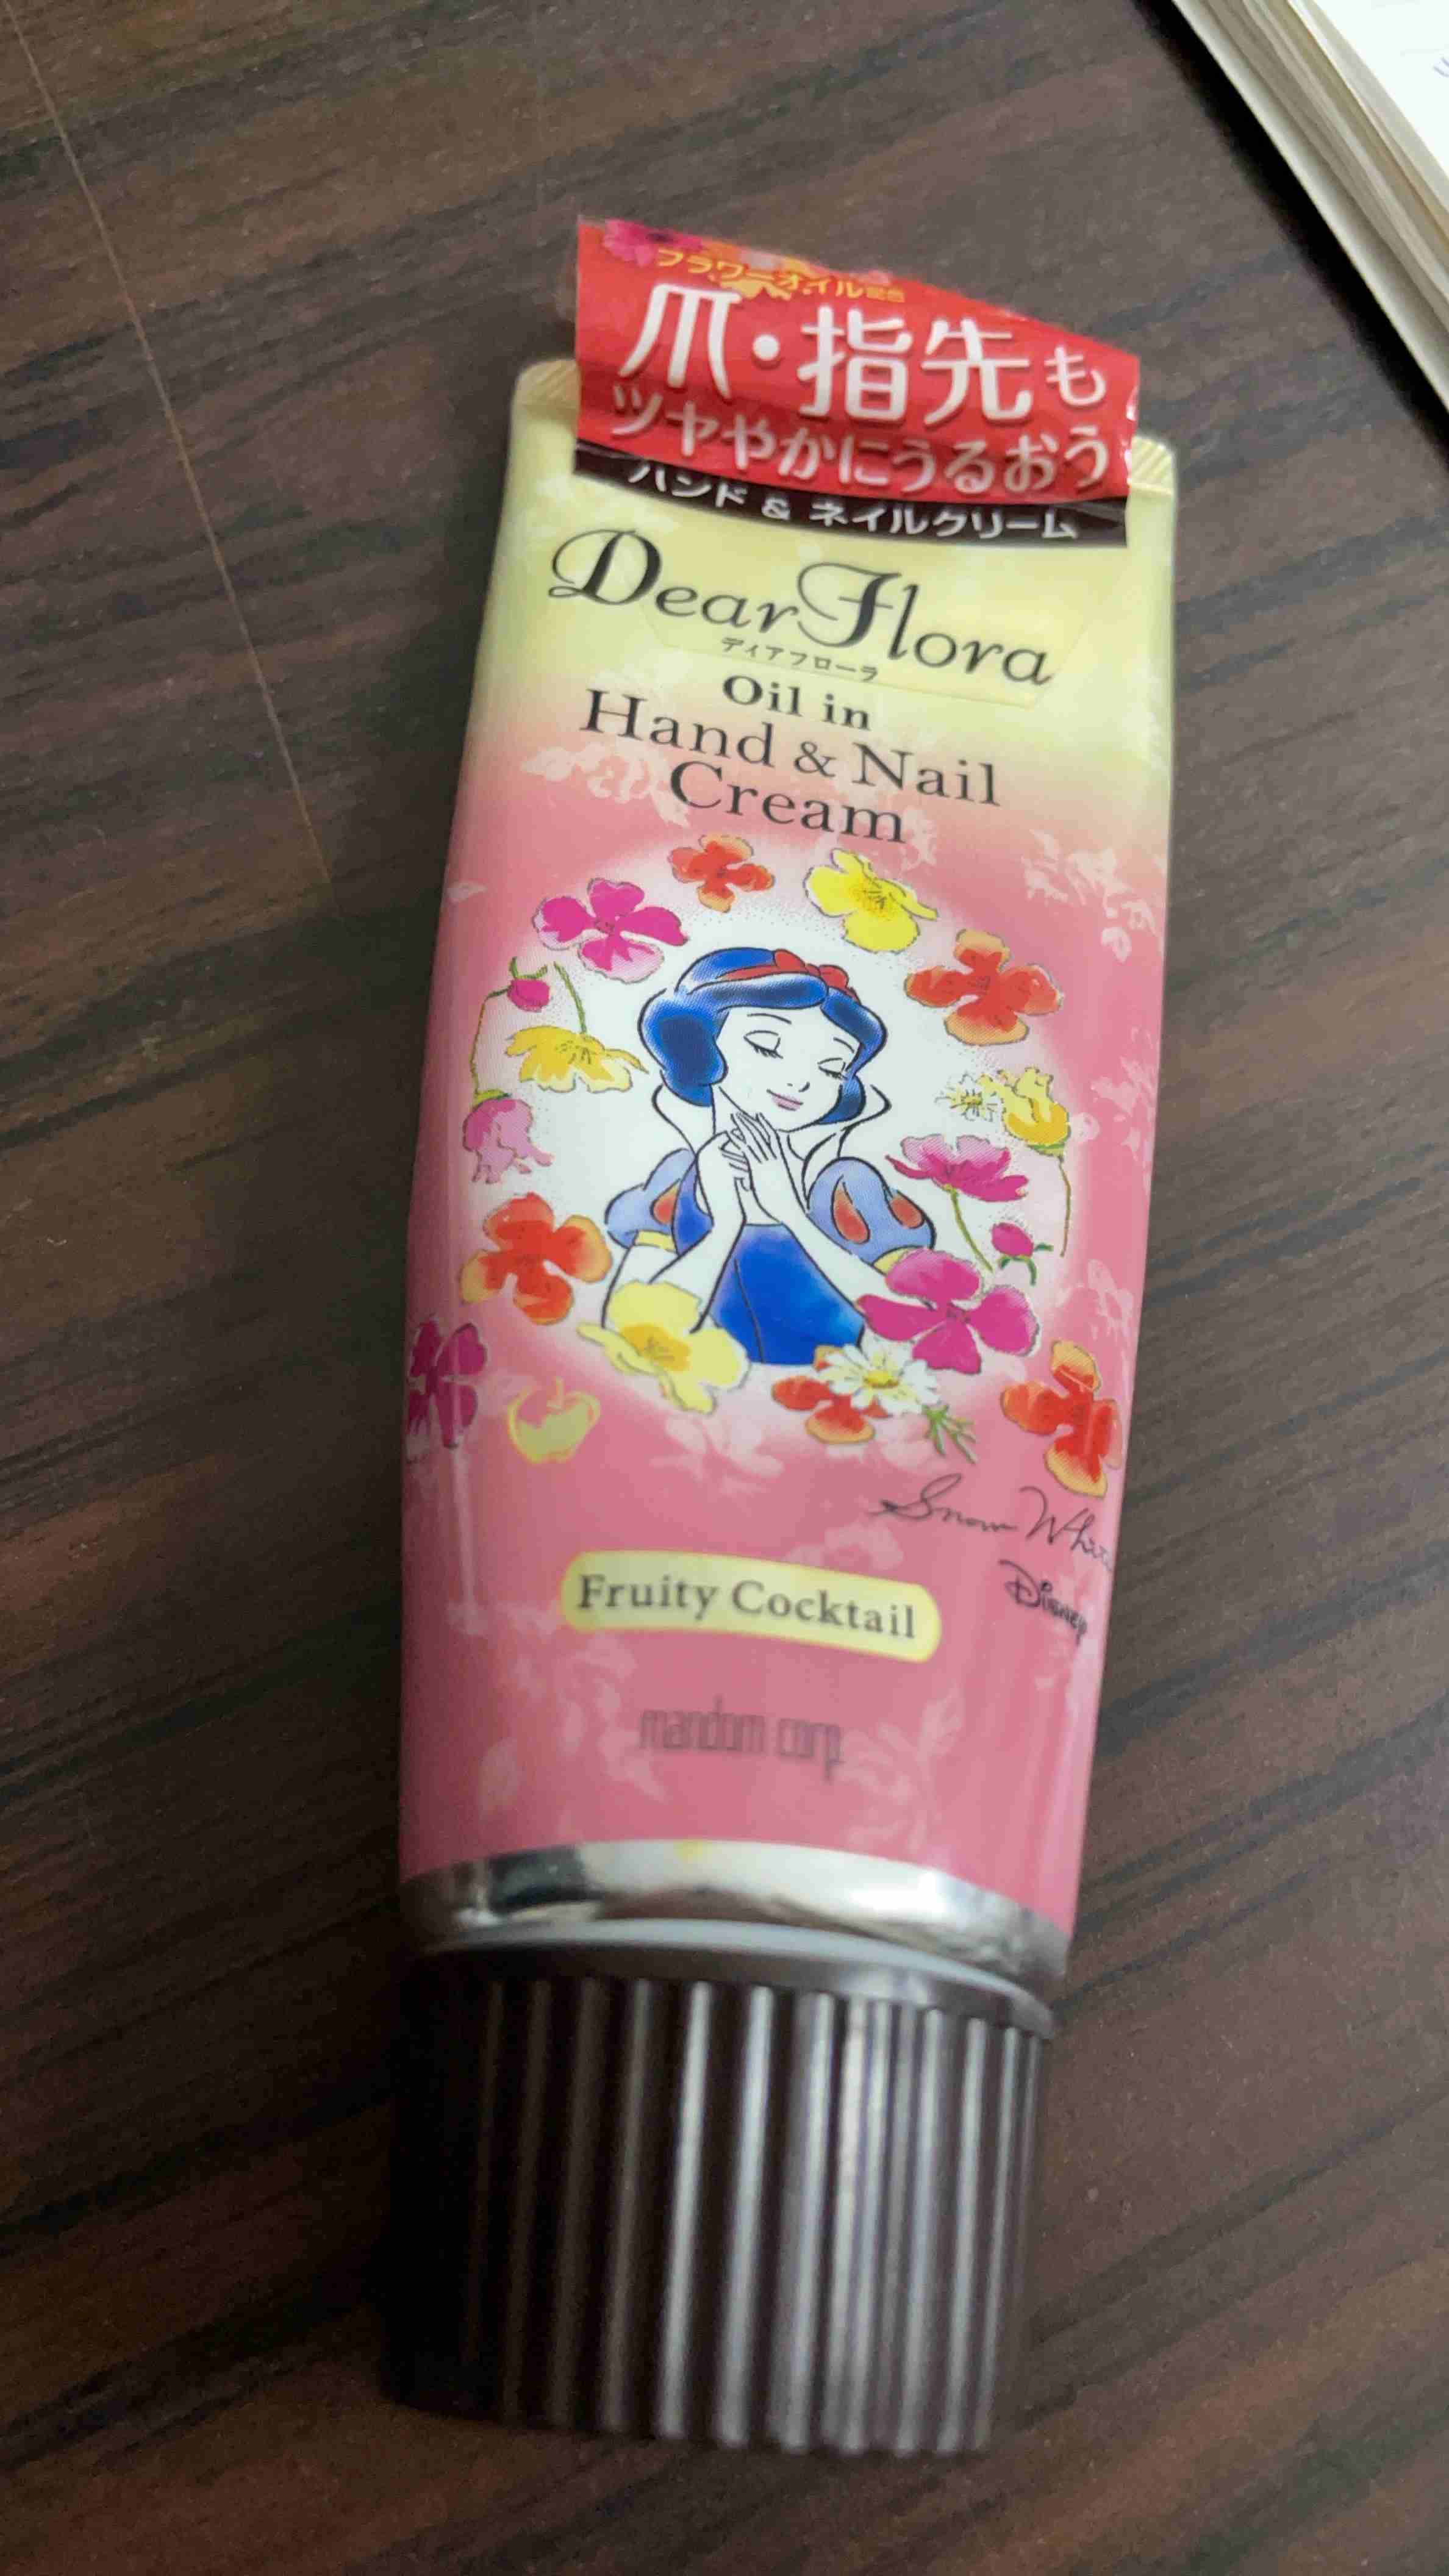 フラワーオイル配合
爪・指先も
ツヤやかにうるおう
ハンド & ネイルクリーム
Dear Flora
ディアフローラ
Oil in
Hand & Nail
Cream
Snow White
Disney
Fruity Cocktail
mandom corp.